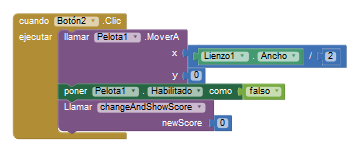 cuando Botón2 .Clic
ejecutar llamar Pelota1 .MoverA
x Lienzo1 . Ancho / 2
y 0
poner Pelota1 . Habilitado como falso
Llamar changeAndShowScore
newScore 0